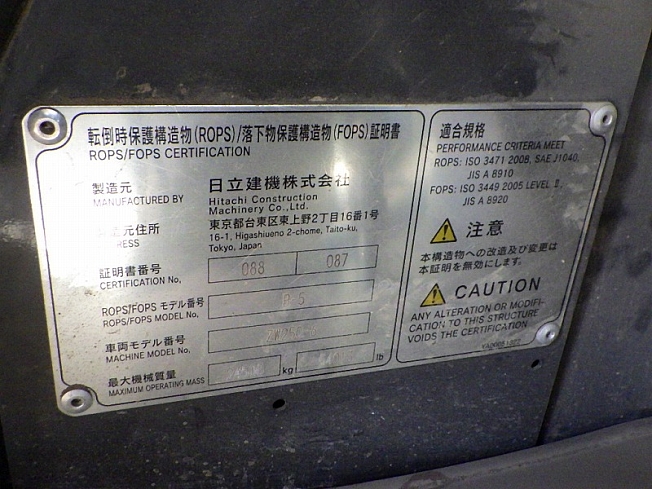 転倒時保護構造物(ROPS)/落下物保護構造物(FOPS)証明書
ROPS/FOPS CERTIFICATION
製造元 日立建機株式会社
MANUFACTURED BY Hitachi Construction
Machinery Co.,Ltd.
元住所 東京都台東区東上野2丁目16番1号
RESS 16-1, Higashiueno 2-chome, Taito-ku,
Tokyo, Japan
証明書番号 088 087
CERTIFICATION No.
ROPS/FOPS モデル番号 P-5
ROPS/FOPS MODEL No.
車両モデル番号
MACHINE MODEL No.
最大機械質量 kg lb
MAXIMUM OPERATING MASS
適合規格
PERFORMANCE CRITERIA MEET
ROPS: ISO 3471 2008, SAE J1040,
JIS A 8910
FOPS: ISO 3449 2005 LEVEL Ⅱ,
JIS A 8920
注意
本構造物への改造及び変更は
本証明を無効にします。
CAUTION
ANY ALTERATION OR MODIFI-
CATION TO THIS STRUCTURE
VOIDS THE CERTIFICATION